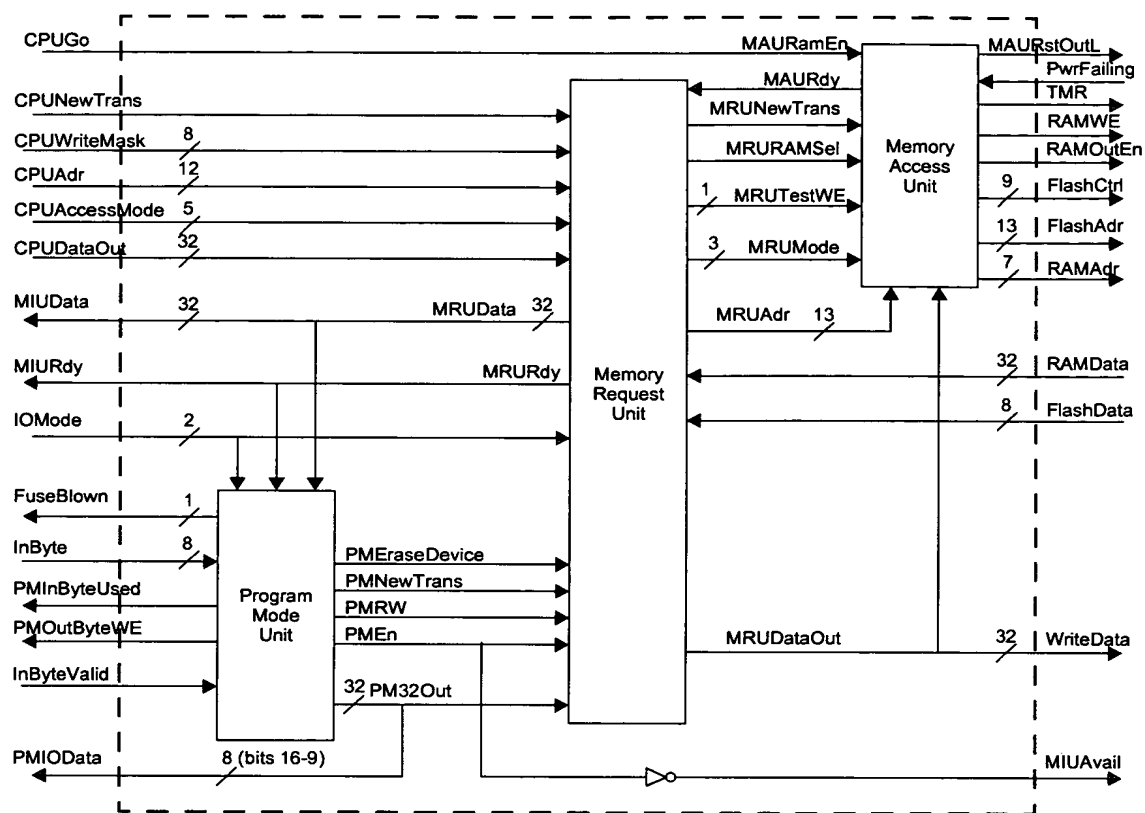 CPUGo
MAURamEn
MAURstOutL
PwrFailing
MAURdy
TMR
CPUNewTrans
MRUNewTrans
RAMWE
CPUWriteMask
8
MRURAMSel
Memory
Access
Unit
RAMOutEn
CPUAdr
12
1
MRUTestWE
9
FlashCtrl
CPUAccessMode
5
13
FlashAdr
CPUDataOut
32
3
MRUMode
7
RAMAdr
MIUData
32
MRUData
32
MRUAdr
13
MIURdy
MRURdy
Memory
Request
Unit
32
RAMData
IOMode
2
8
FlashData
FuseBlown
1
InByte
8
PMEraseDevice
PMInByteUsed
Program
Mode
Unit
PMNewTrans
PMRW
PMOutByteWE
PMEn
MRUDataOut
32
WriteData
InByteValid
32
PM32Out
PMIOData
8 (bits 16-9)
MIUAvail